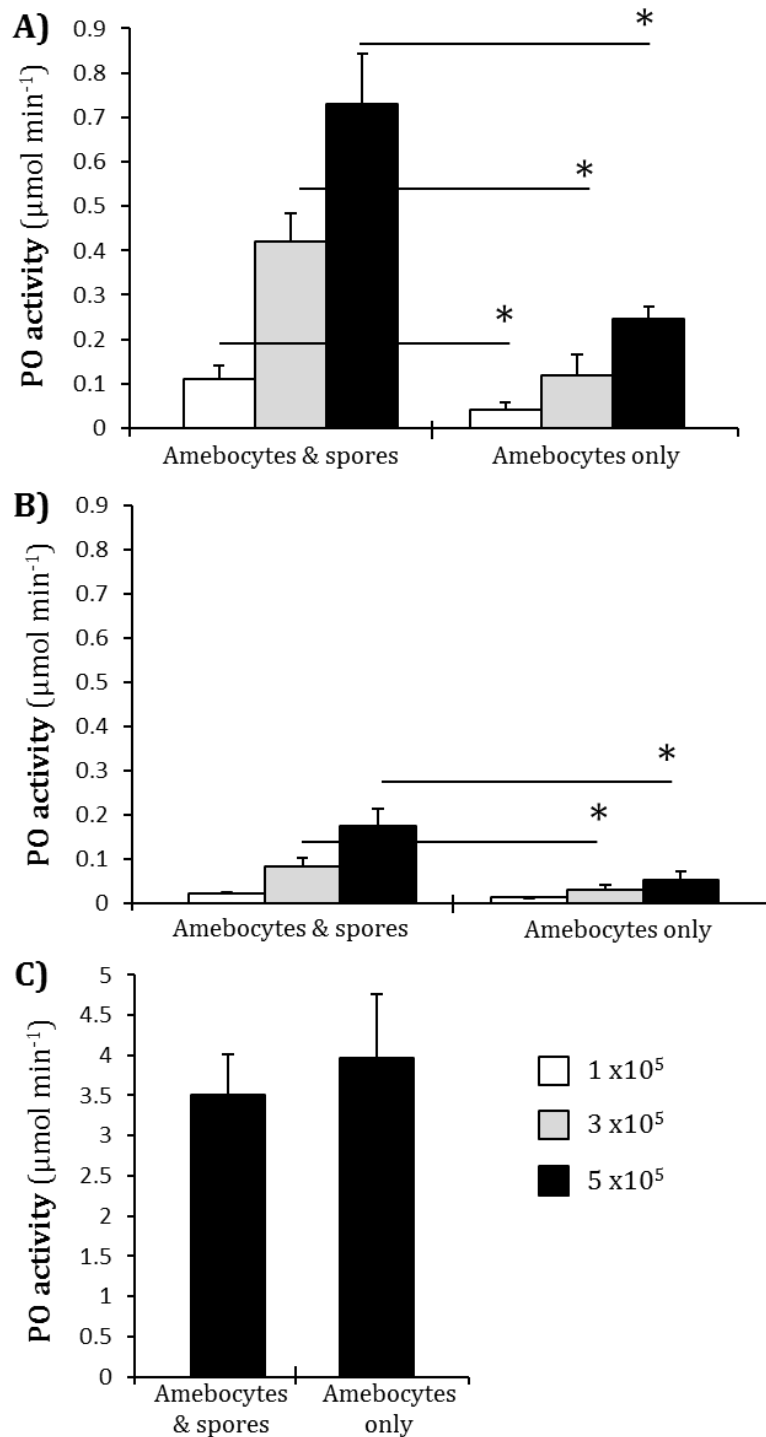 A)
PO activity (µmol min⁻¹)
0.9
0.8
0.7
0.6
0.5
0.4
0.3
0.2
0.1
0
*
*
*
Amebocytes & spores
Amebocytes only
B)
PO activity (µmol min⁻¹)
0.9
0.8
0.7
0.6
0.5
0.4
0.3
0.2
0.1
0
*
*
Amebocytes & spores
Amebocytes only
C)
PO activity (µmol min⁻¹)
5
4.5
4
3.5
3
2.5
2
1.5
1
0.5
0
Amebocytes
& spores
Amebocytes
only
1 x10⁵
3 x10⁵
5 x10⁵